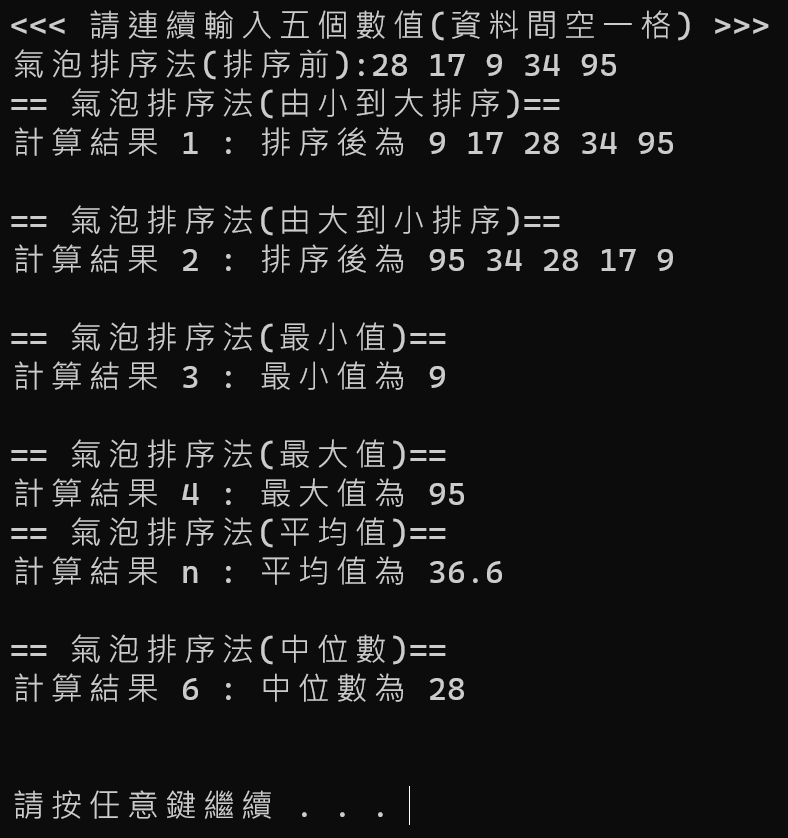 <<< 請連續輸入五個數值(資料間空一格) >>>
氣泡排序法(排序前):28 17 9 34 95
== 氣泡排序法(由小到大排序)==
計算結果 1 : 排序後為 9 17 28 34 95
== 氣泡排序法(由大到小排序)==
計算結果 2 : 排序後為 95 34 28 17 9
== 氣泡排序法(最小值)==
計算結果 3 : 最小值為 9
== 氣泡排序法(最大值)==
計算結果 4 : 最大值為 95
== 氣泡排序法(平均值)==
計算結果 n : 平均值為 36.6
== 氣泡排序法(中位數)==
計算結果 6 : 中位數為 28
請按任意鍵繼續 . . .